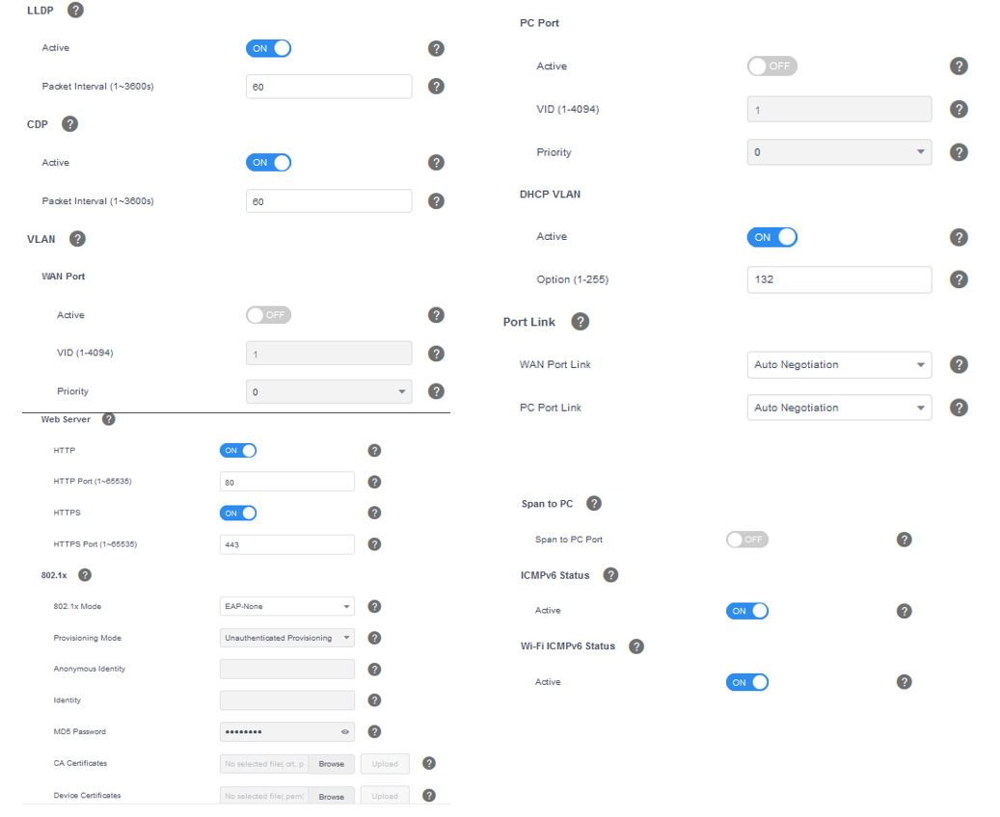 LLDP ?
Active ON ?
Packet Interval (1~3600s) 60 ?
CDP ?
Active ON ?
Packet Interval (1~3600s) 60 ?
VLAN ?
WAN Port
Active OFF ?
VID (1-4094) 1 ?
Priority 0 ?
Web Server ?
HTTP ON ?
HTTP Port (1~65535) 80 ?
HTTPS ON ?
HTTPS Port (1~65535) 443 ?
802.1x ?
802.1x Mode EAP-None ?
Provisioning Mode Unauthenticated Provisioning ?
Anonymous Identity ?
Identity ?
MD5 Password •••••••• ?
CA Certificates No selected file(.crt,.p Browse Upload ?
Device Certificates No selected file(.pem) Browse Upload ?
PC Port
Active OFF ?
VID (1-4094) 1 ?
Priority 0 ?
DHCP VLAN
Active ON ?
Option (1-255) 132 ?
Port Link ?
WAN Port Link Auto Negotiation ?
PC Port Link Auto Negotiation ?
Span to PC ?
Span to PC Port OFF ?
ICMPv6 Status ?
Active ON ?
Wi-Fi ICMPv6 Status ?
Active ON ?